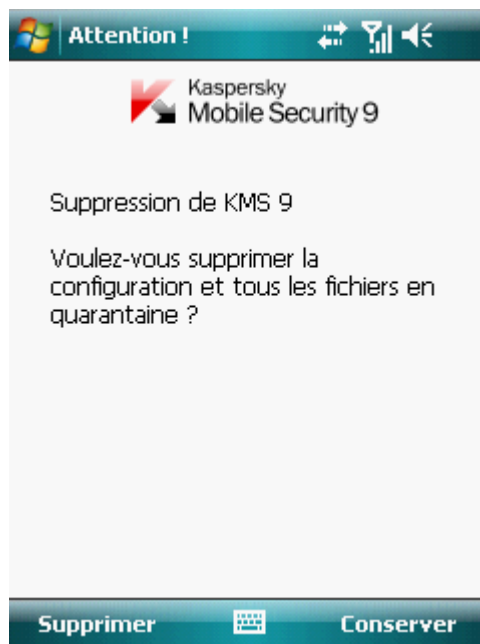 Attention !
Kaspersky
Mobile Security 9
Suppression de KMS 9
Voulez-vous supprimer la
configuration et tous les fichiers en
quarantaine ?
Supprimer
Conserver